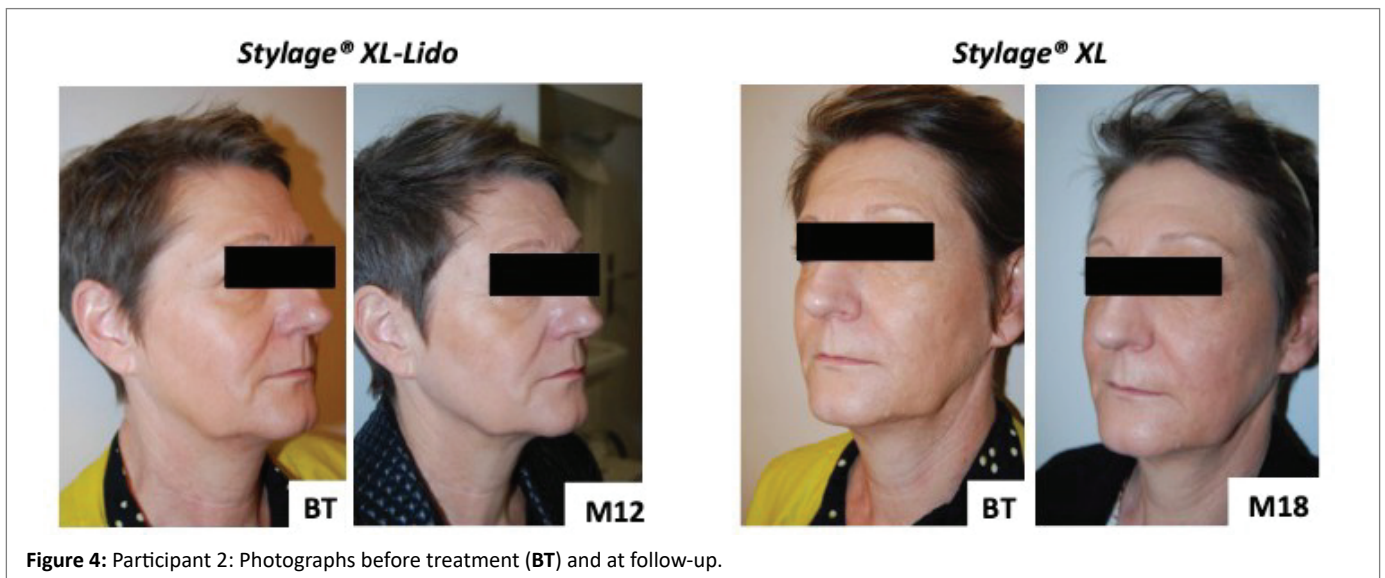 Stylage® XL-Lido
Stylage® XL
BT
M12
BT
M18
Figure 4: Participant 2: Photographs before treatment (BT) and at follow-up.